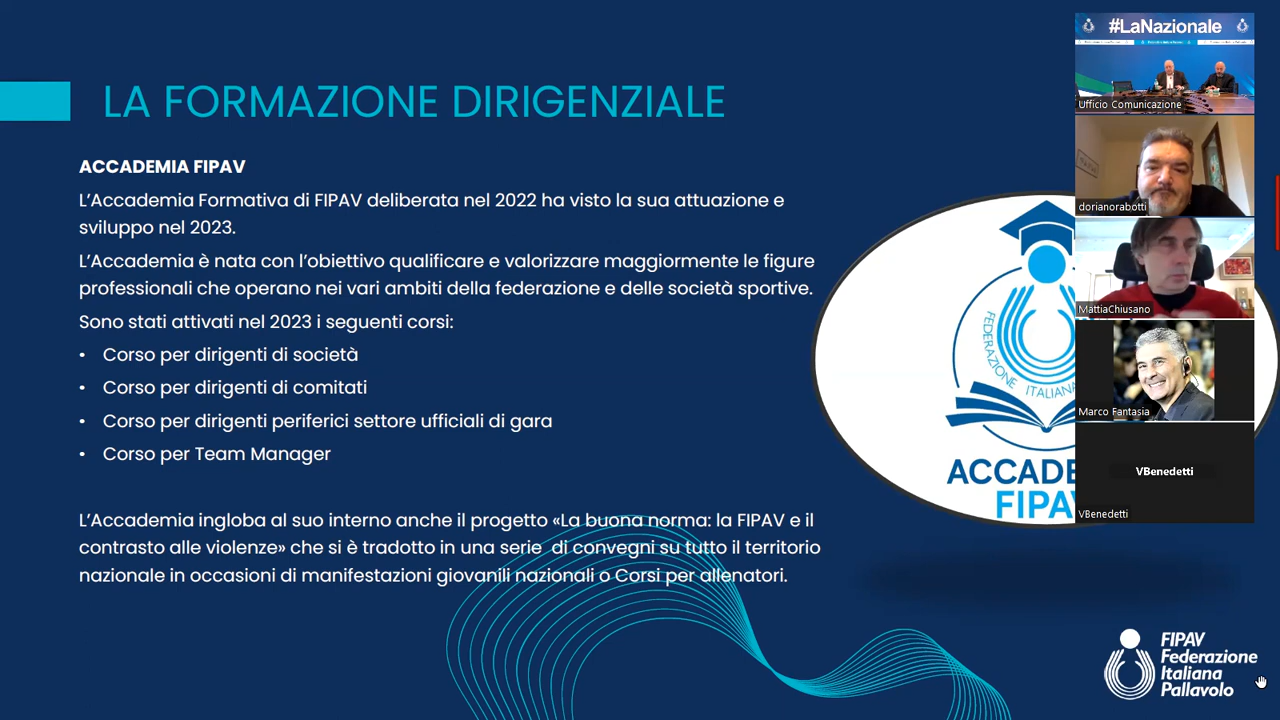 LA FORMAZIONE DIRIGENZIALE
ACCADEMIA FIPAV
L’Accademia Formativa di FIPAV deliberata nel 2022 ha visto la sua attuazione e
sviluppo nel 2023.
L’Accademia è nata con l’obiettivo qualificare e valorizzare maggiormente le figure
professionali che operano nei vari ambiti della federazione e delle società sportive.
Sono stati attivati nel 2023 i seguenti corsi:
• Corso per dirigenti di società
• Corso per dirigenti di comitati
• Corso per dirigenti periferici settore ufficiali di gara
• Corso per Team Manager
L’Accademia ingloba al suo interno anche il progetto «La buona norma: la FIPAV e il
contrasto alle violenze» che si è tradotto in una serie di convegni su tutto il territorio
nazionale in occasioni di manifestazioni giovanili nazionali o Corsi per allenatori.
FEDERAZIONE
ITALIANA
ACCADE
FIPAV
#LaNazionale
Ufficio Comunicazione
dorianorabotti
MattiaChiusano
Marco Fantasia
VBenedetti
VBenedetti
FIPAV
Federazione
Italiana
Pallavolo